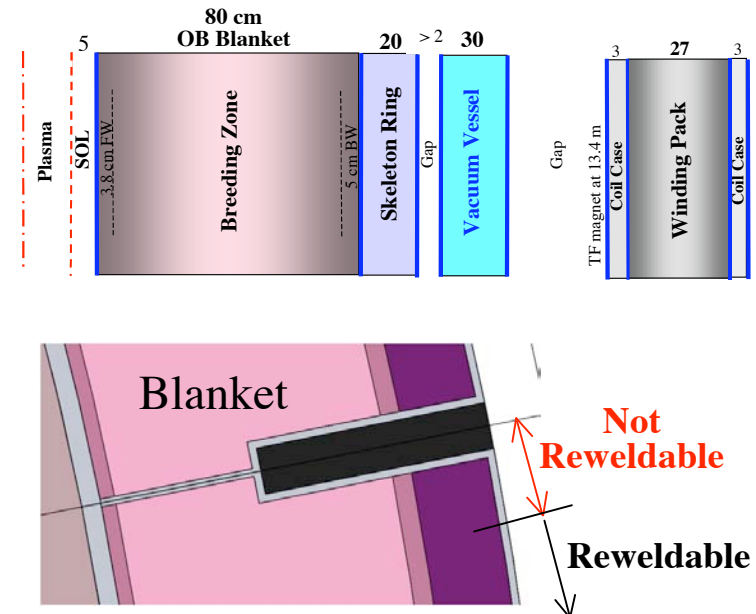 80 cm
OB Blanket
5
20
> 2
30
3
27
3
Plasma
SOL
3.8 cm FW
Breeding Zone
5 cm BW
Skeleton Ring
Gap
Vacuum Vessel
Gap
TF magnet at 13.4 m
Coil Case
Winding Pack
Coil Case
Blanket
Not
Reweldable
Reweldable